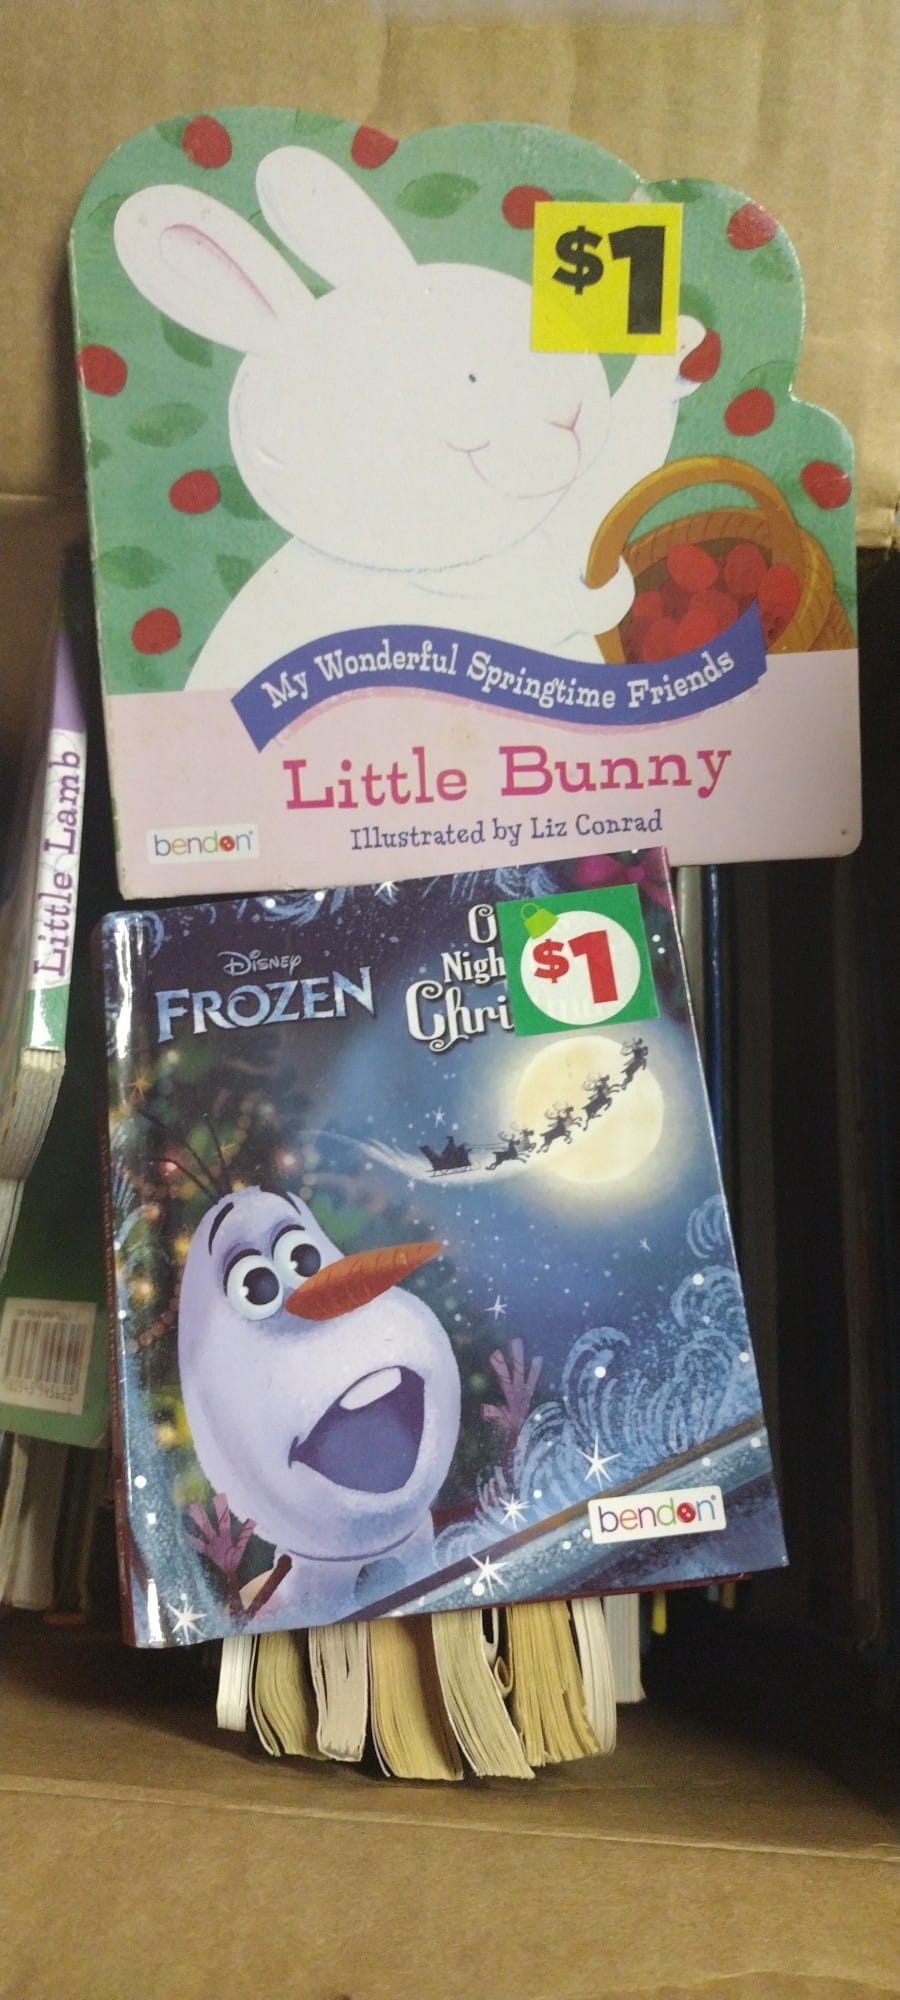 $1
My Wonderful Springtime Friends
Little Bunny
Illustrated by Liz Conrad
bendon
Little Lamb
Disney
FROZEN
$1
bendon